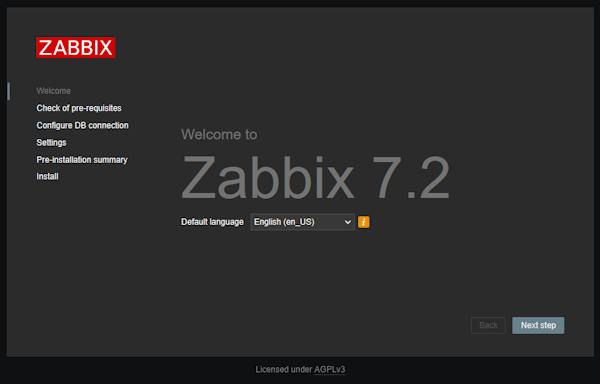 ZABBIX
Welcome
Check of pre-requisites
Configure DB connection
Settings
Pre-installation summary
Install
Welcome to
Zabbix 7.2
Default language English (en_US) i
Back Next step
Licensed under AGPLv3